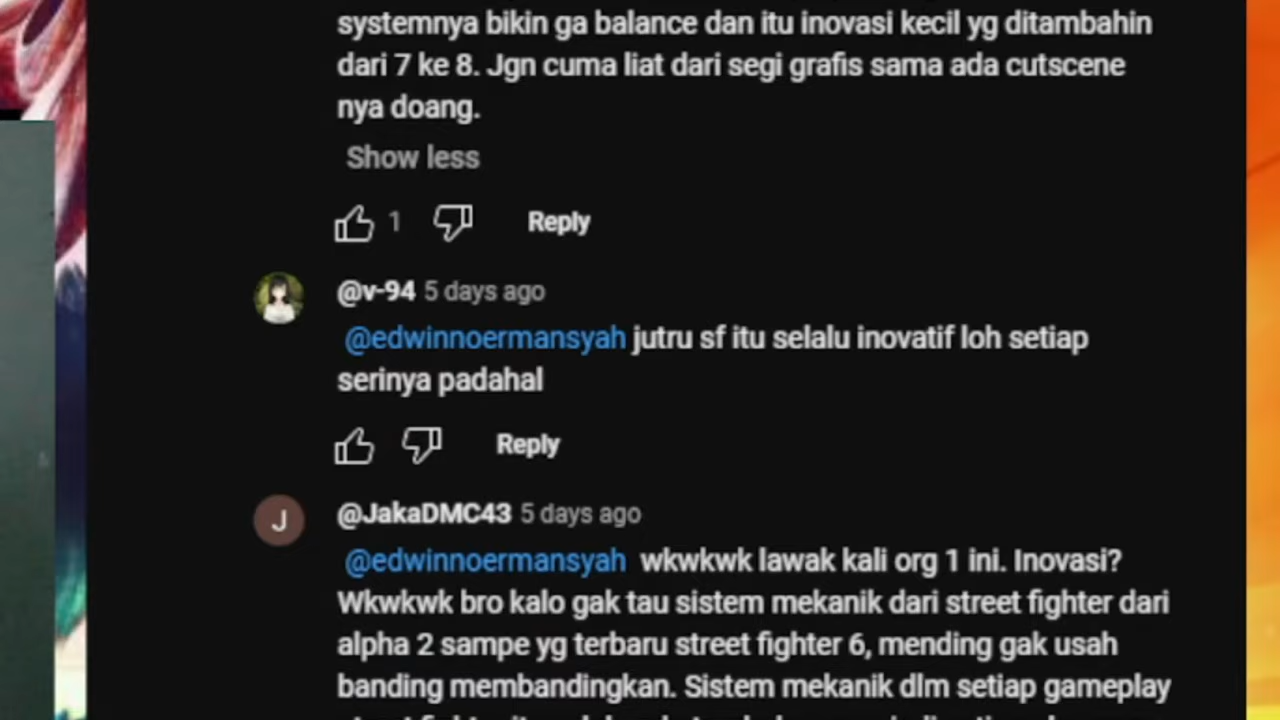 systemnya bikin ga balance dan itu inovasi kecil yg ditambahin
dari 7 ke 8. Jgn cuma liat dari segi grafis sama ada cutscene
nya doang.
Show less
1 Reply
@v-94 5 days ago
@edwinnoermansyah jutru sf itu selalu inovatif loh setiap
serinya padahal
Reply
J
@JakaDMC43 5 days ago
@edwinnoermansyah wkwkwk lawak kali org 1 ini. Inovasi?
Wkwkwk bro kalo gak tau sistem mekanik dari street fighter dari
alpha 2 sampe yg terbaru street fighter 6, mending gak usah
banding membandingkan. Sistem mekanik dlm setiap gameplay